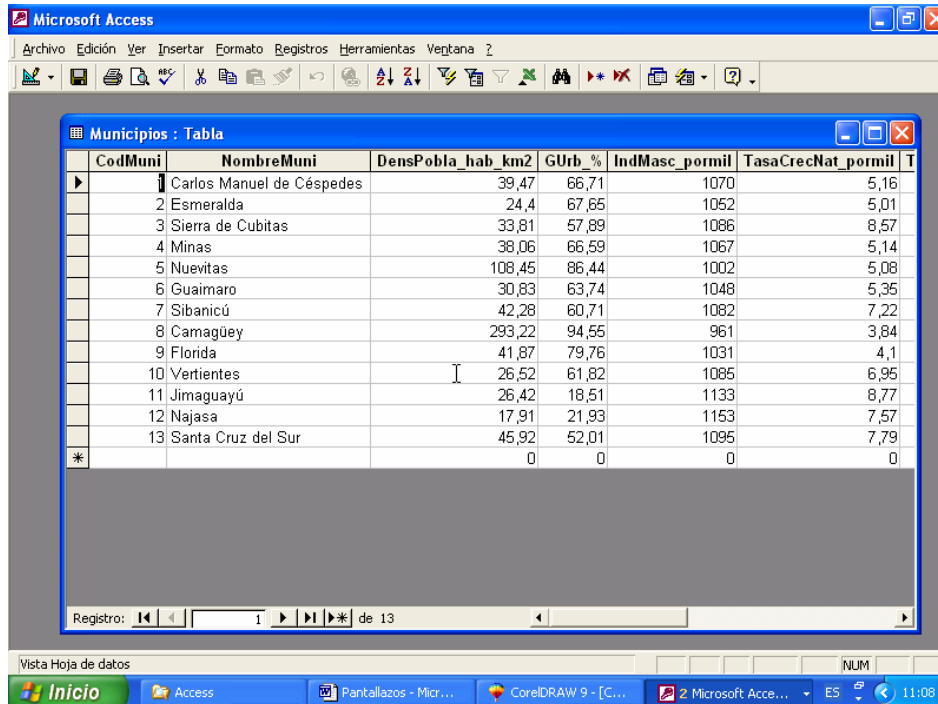 Microsoft Access
Archivo Edición Ver Insertar Formato Registros Herramientas Ventana ?
Municipios : Tabla
CodMuni NombreMuni DensPobla_hab_km2 GUrb_% IndMasc_pormil TasaCrecNat_pormil T
1 Carlos Manuel de Céspedes 39,47 66,71 1070 5,16
2 Esmeralda 24,4 67,65 1052 5,01
3 Sierra de Cubitas 33,81 57,89 1086 8,57
4 Minas 38,06 66,59 1067 5,14
5 Nuevitas 108,45 86,44 1002 5,08
6 Guaimaro 30,83 63,74 1048 5,35
7 Sibanicú 42,28 60,71 1082 7,22
8 Camagüey 293,22 94,55 961 3,84
9 Florida 41,87 79,76 1031 4,1
10 Vertientes 26,52 61,82 1085 6,95
11 Jimaguayú 26,42 18,51 1133 8,77
12 Najasa 17,91 21,93 1153 7,57
13 Santa Cruz del Sur 45,92 52,01 1095 7,79
* 0 0 0 0
Registro: 1 de 13
Vista Hoja de datos NUM
Inicio Access Pantallazos - Micr... CorelDRAW 9 - [C... 2 Microsoft Acce... ES 11:08